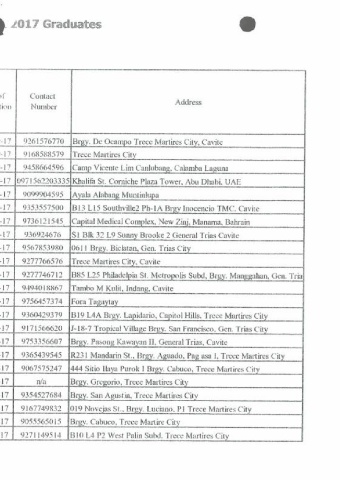 2017 Graduates
of Contact Address
tion Number
-17 9261576770 Brgy. De Ocampo Trece Martires City, Cavite
-17 9168588579 Trece Martires City
-17 9458664596 Camp Vicente Lim Canlubang, Calamba Laguna
-17 0971562203335 Khalifa St. Corniche Plaza Tower, Abu Dhabi, UAE
-17 9099904595 Ayala Alabang Muntinlupa
-17 9353557500 B13 L15 Southville2 Ph-1A Brgy Inocencio TMC. Cavite
-17 9736121545 Capital Medical Complex, New Zinj, Manama, Bahrain
-17 936924676 S1 Blk 32 L9 Sunny Brooke 2 General Trias Cavite
-17 9567853980 0611 Brgy. Biclatan, Gen. Trias City
-17 9277766576 Trece Martires City, Cavite
-17 9277746712 B85 L25 Philadelpia St. Metropolis Subd, Brgy. Manggahan, Gen. Tria
-17 9494018867 Tambo M Kulit, Indang, Cavite
-17 9756457374 Fora Tagaytay
-17 9360429379 B19 L4A Brgy. Lapidario, Capitol Hills, Trece Martires City
-17 9171566620 J-18-7 Tropical Village Brgy. San Francisco, Gen. Trias City
-17 9753356607 Brgy. Pasong Kawayan II, General Trias, Cavite
-17 9365439545 R231 Mandarin St., Brgy. Aguado, Pag asa 1, Trece Martires City
-17 9067575247 444 Sitio Ilaya Purok 1 Brgy. Cabuco, Trece Martires City
17 n/a Brgy. Gregorio, Trece Martires City
17 9354527684 Brgy. San Agustin, Trece Martires City
17 9167749832 019 Novejas St., Brgy. Luciano, P1 Trece Martires City
17 9055565015 Brgy. Cabuco, Trece Martire City
17 9271149514 B10 L4 P2 West Palin Subd. Trece Martires City